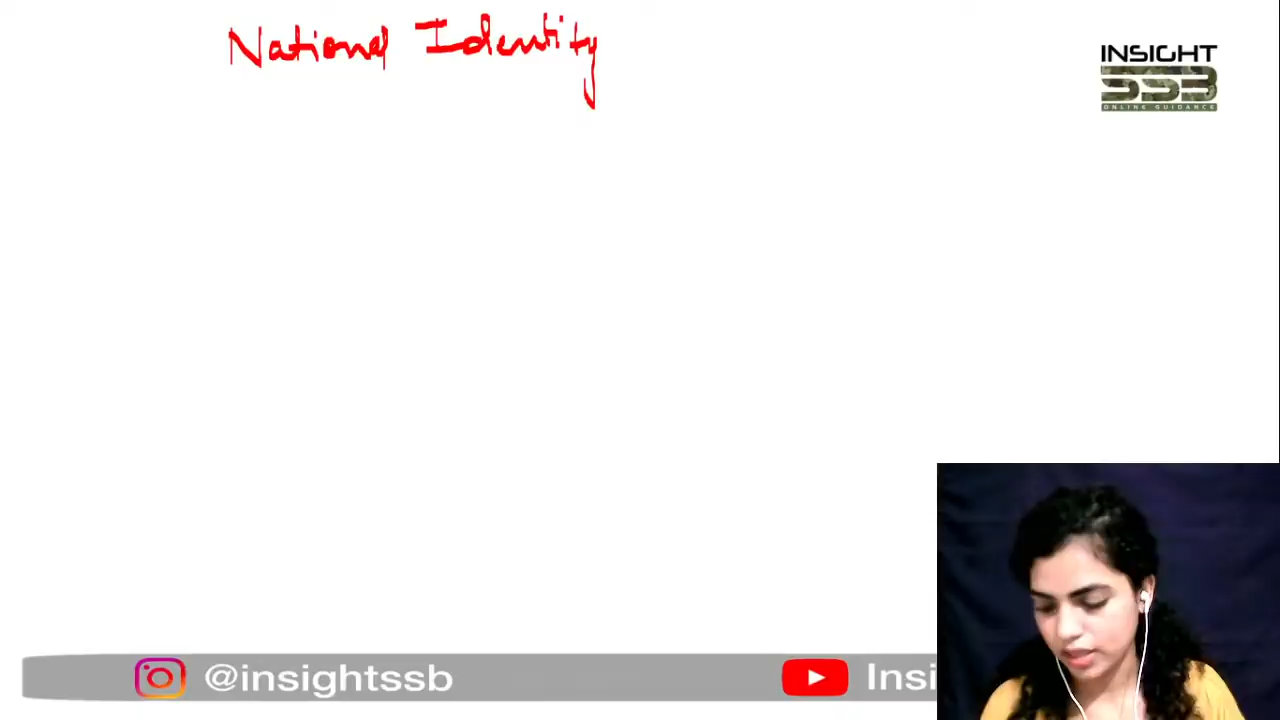 National Identity
INSIGHT
SSB
ONLINE GUIDANCE
@insightssb
Insi